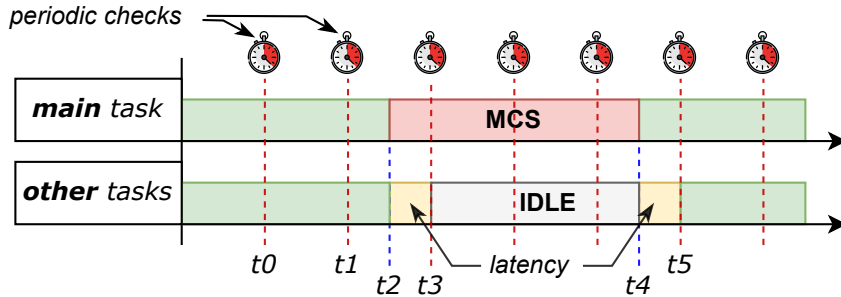 periodic checks
main task
MCS
other tasks
IDLE
t0
t1
t2
t3
latency
t4
t5